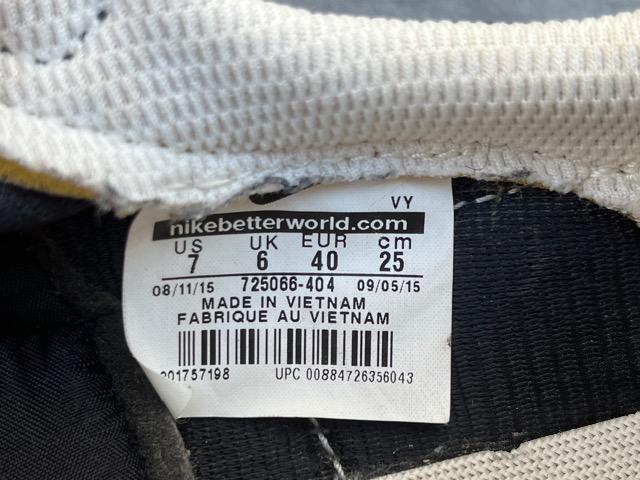 VY
nikebetterworld.com
US UK EUR cm
7 6 40 25
08/11/15 725066-404 09/05/15
MADE IN VIETNAM
FABRIQUE AU VIETNAM
01757198 UPC 00884726356043